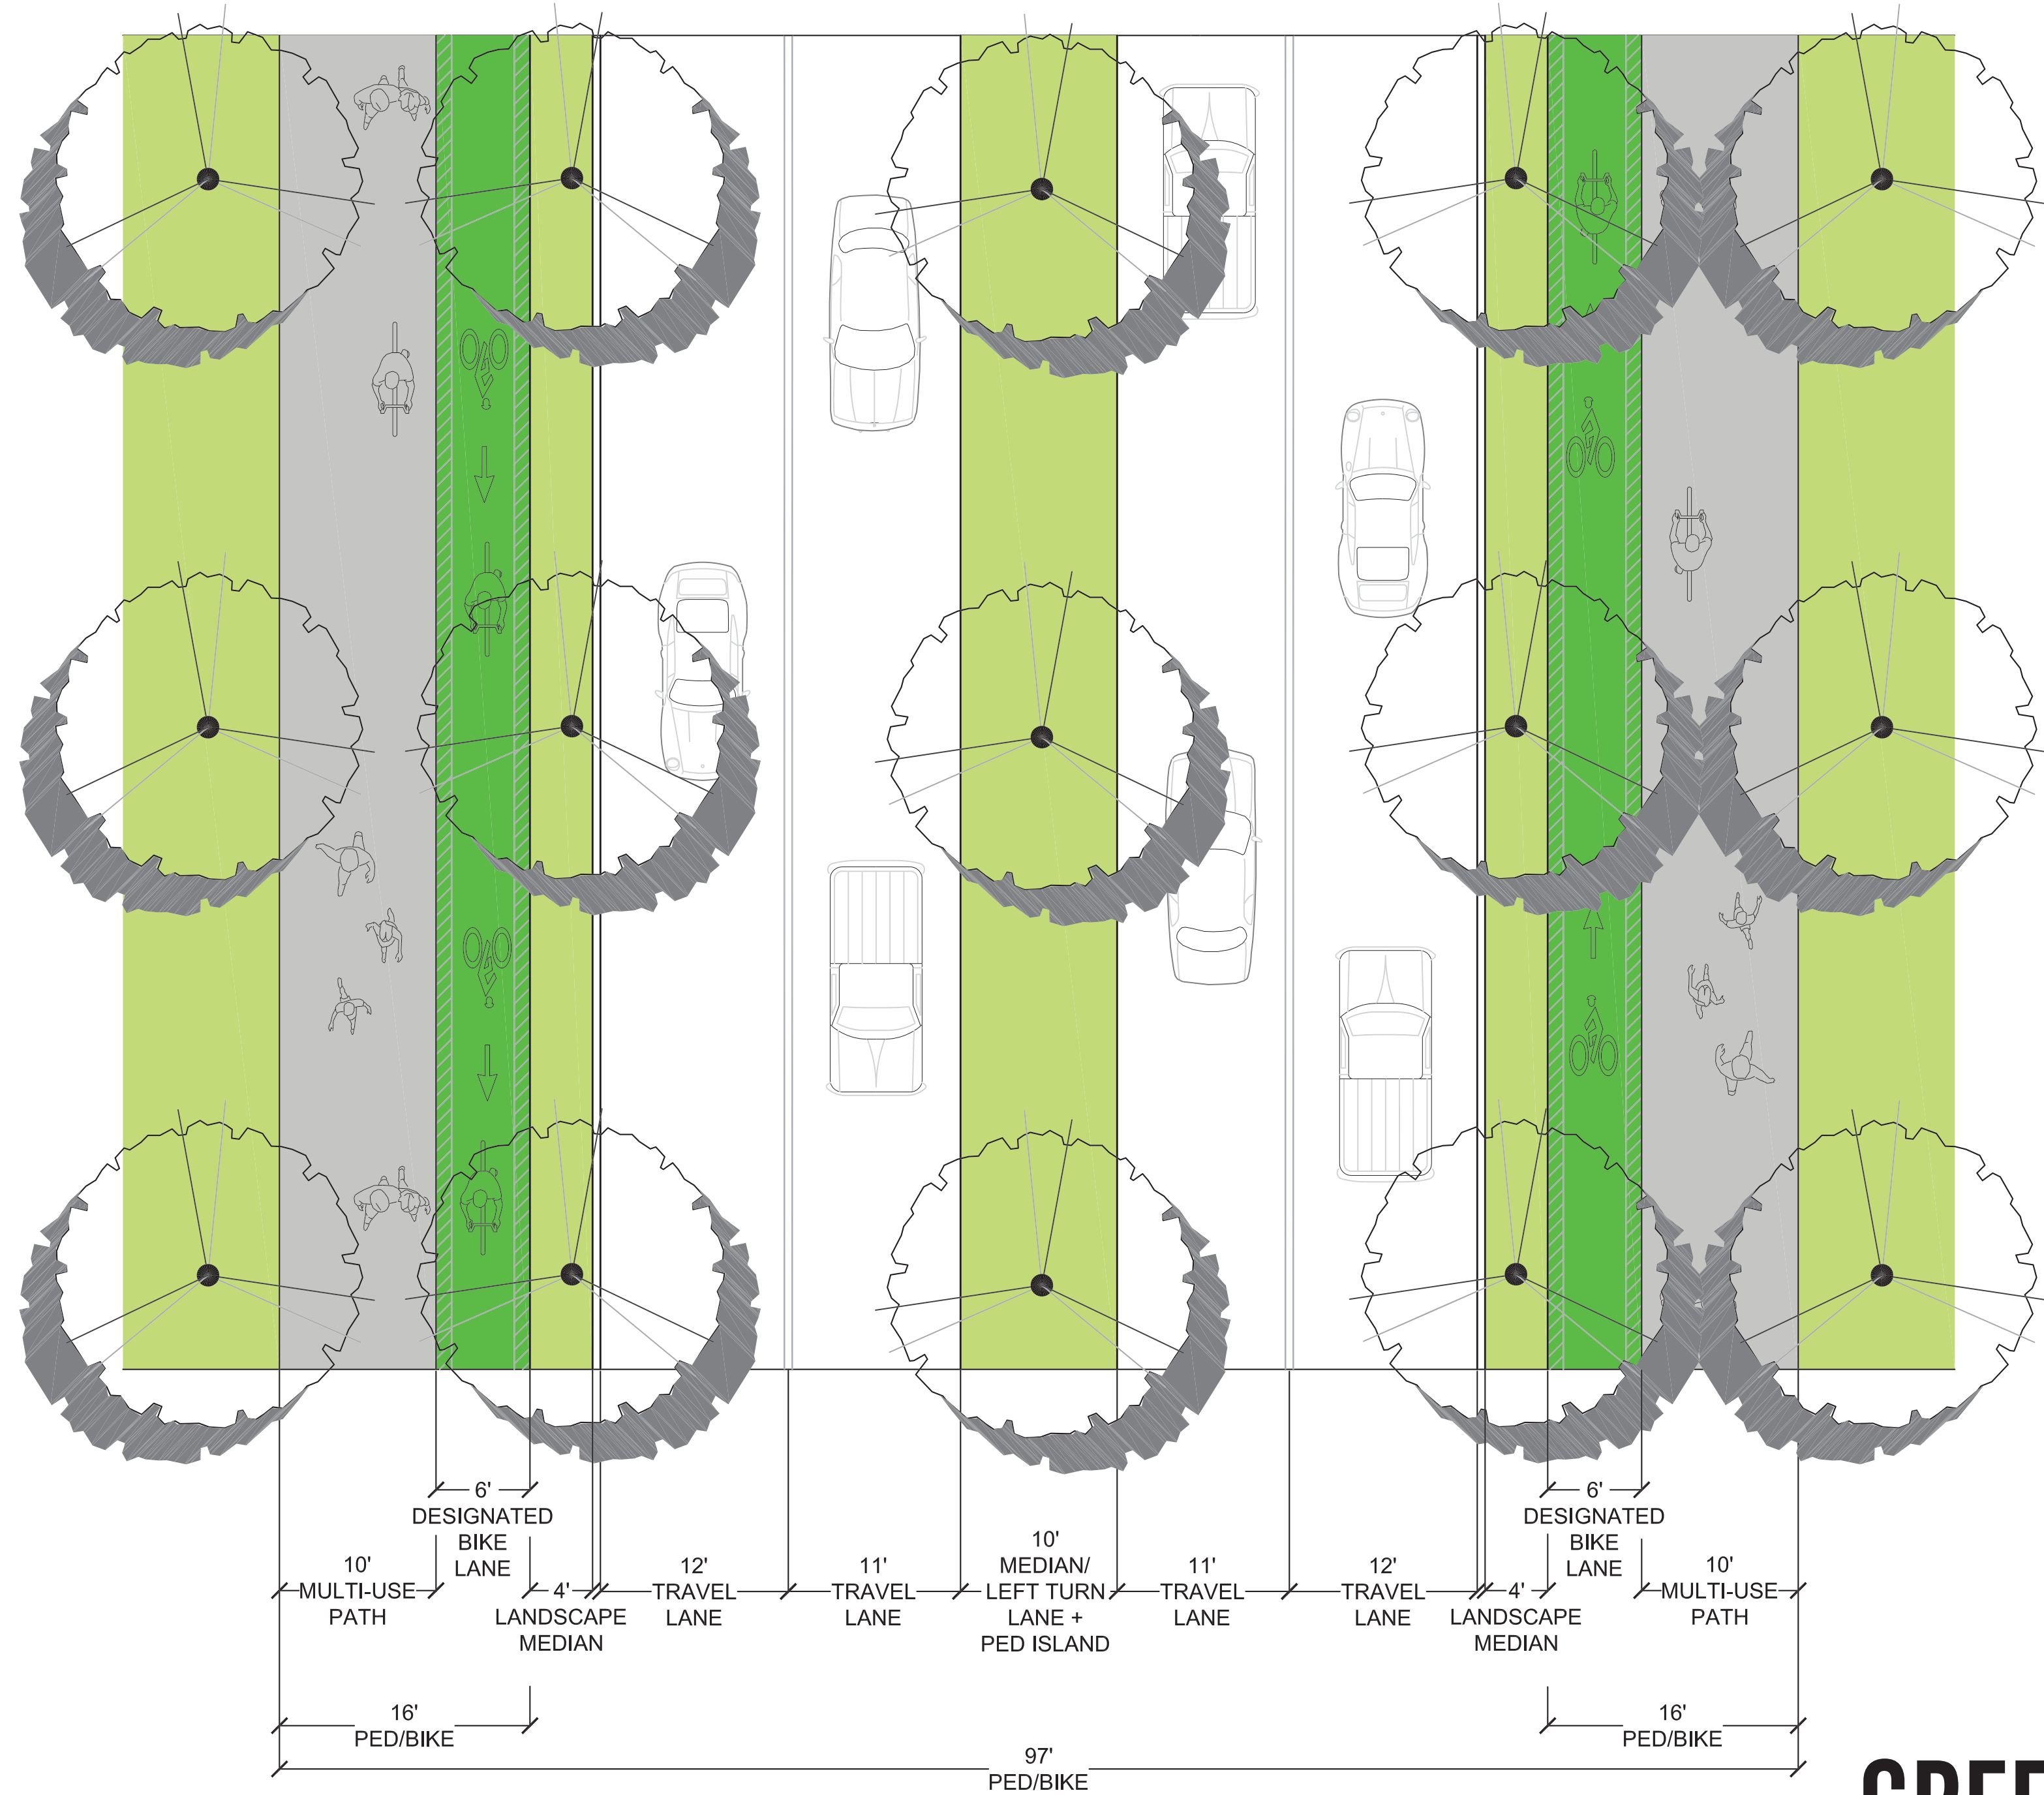 6'
DESIGNATED
BIKE
LANE
10'
MULTI-USE
PATH
4'
LANDSCAPE
MEDIAN
12'
TRAVEL
LANE
11'
TRAVEL
LANE
10'
MEDIAN/
LEFT TURN
LANE +
PED ISLAND
11'
TRAVEL
LANE
12'
TRAVEL
LANE
4'
LANDSCAPE
MEDIAN
6'
DESIGNATED
BIKE
LANE
10'
MULTI-USE
PATH
16'
PED/BIKE
16'
PED/BIKE
97'
PED/BIKE